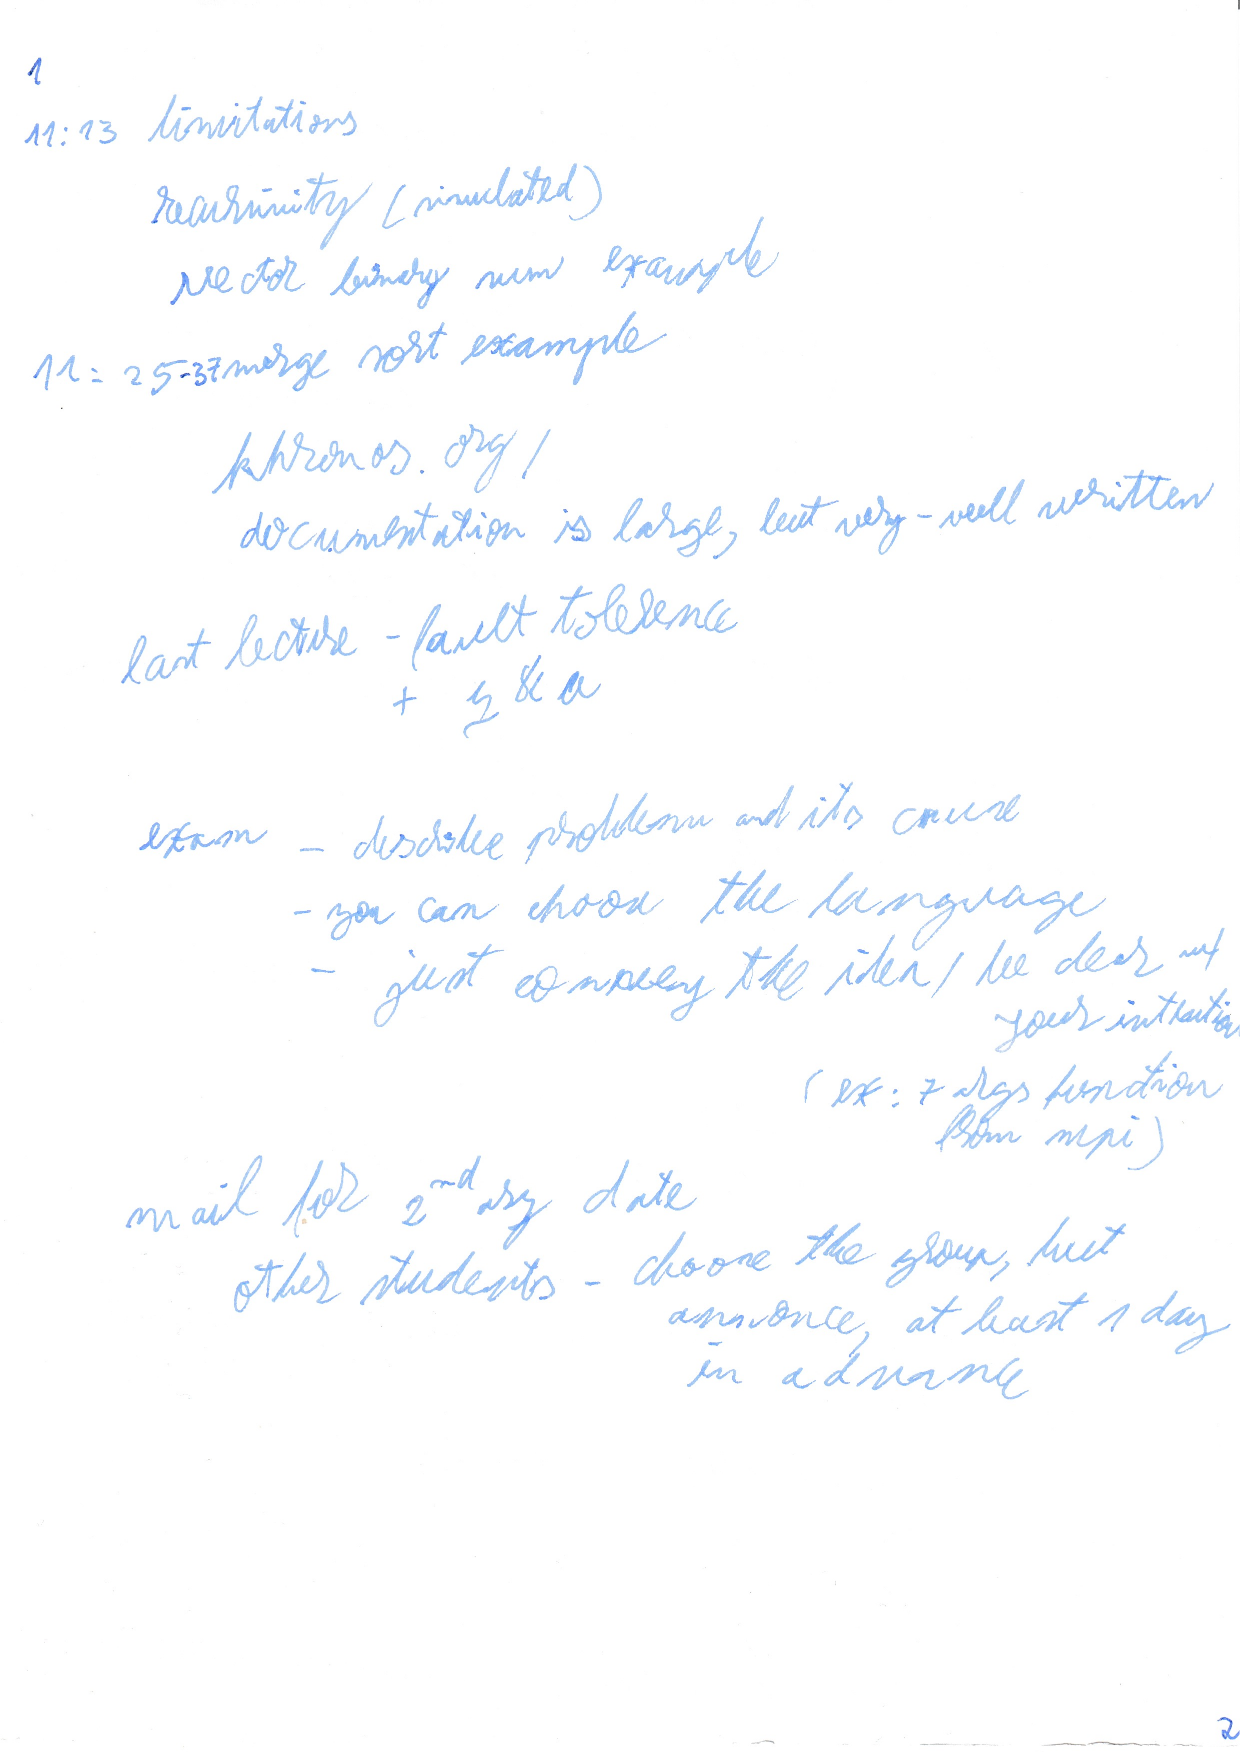 1
11:13 limitations
recursivity (simulated)
vector binary sum example
11:25-37 merge sort example
khronos.org/
documentation is large, but very-well written
last lecture - fault tolerence
+ q & a
exam - describe problem and its cause
- you can choose the language
- just convey the idea / be clear w/
your intention
(ex: 7 args function
from mpi)
mail for 2nd date
other students - choose the group, but
announce, at least 1 day
in advance
2